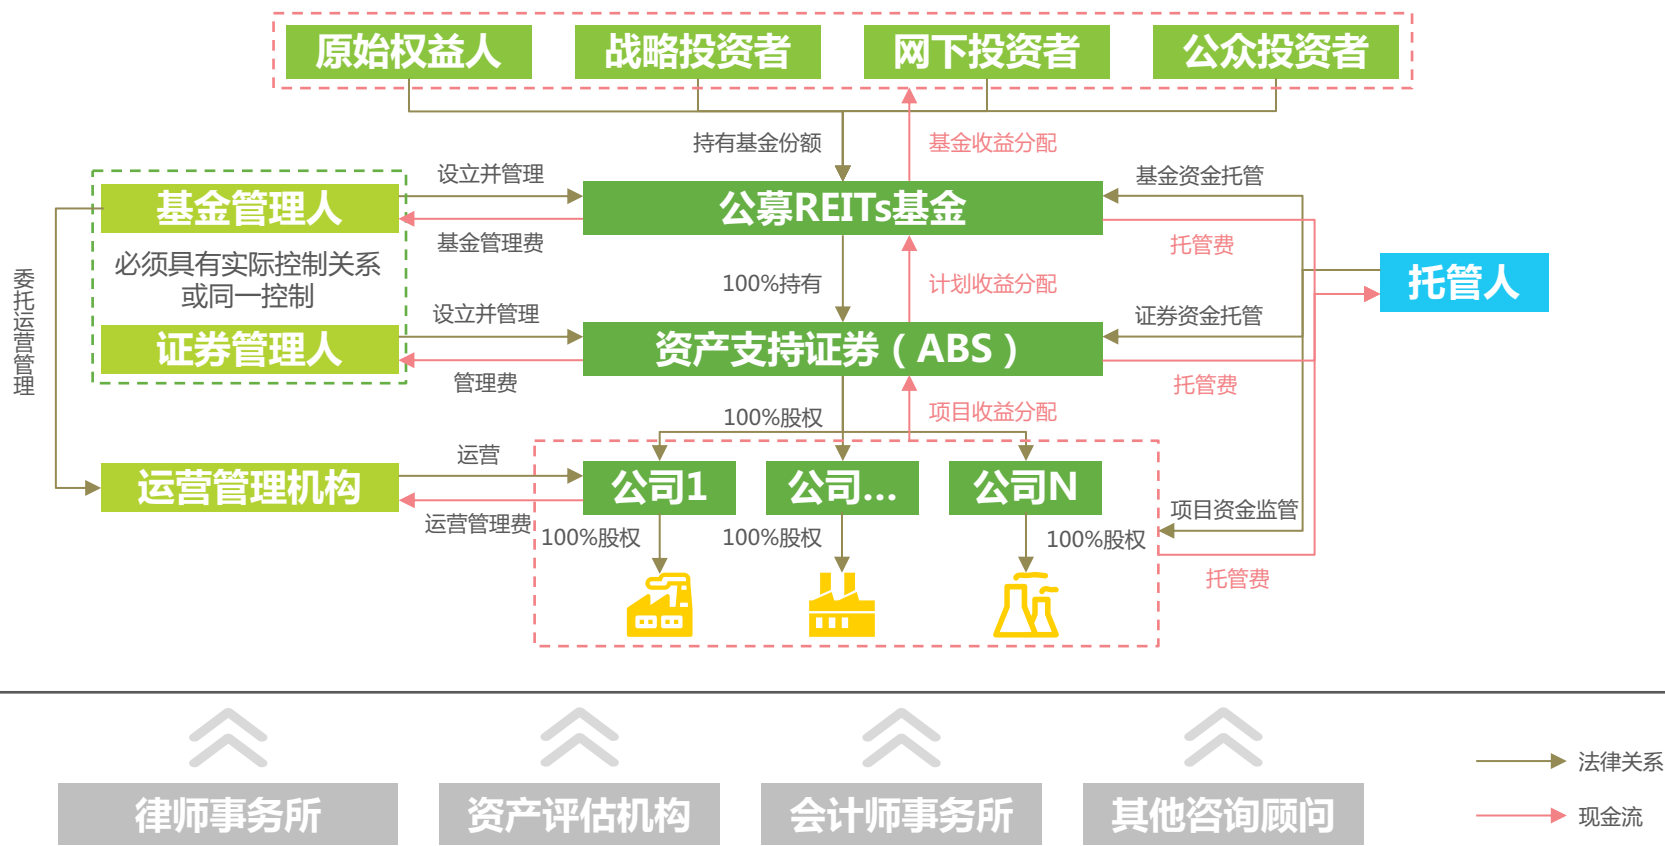 原始权益人
战略投资者
网下投资者
公众投资者
持有基金份额
基金收益分配
设立并管理
基金资金托管
基金管理人
公募REITs基金
基金管理费
托管费
必须具有实际控制关系
或同一控制
100%持有
计划收益分配
托管人
委托运营管理
设立并管理
证券资金托管
证券管理人
资产支持证券（ABS）
管理费
托管费
100%股权
项目收益分配
运营
运营管理机构
公司1
公司...
公司N
运营管理费
项目资金监管
100%股权
100%股权
100%股权
托管费
律师事务所
资产评估机构
会计师事务所
其他咨询顾问
法律关系
现金流